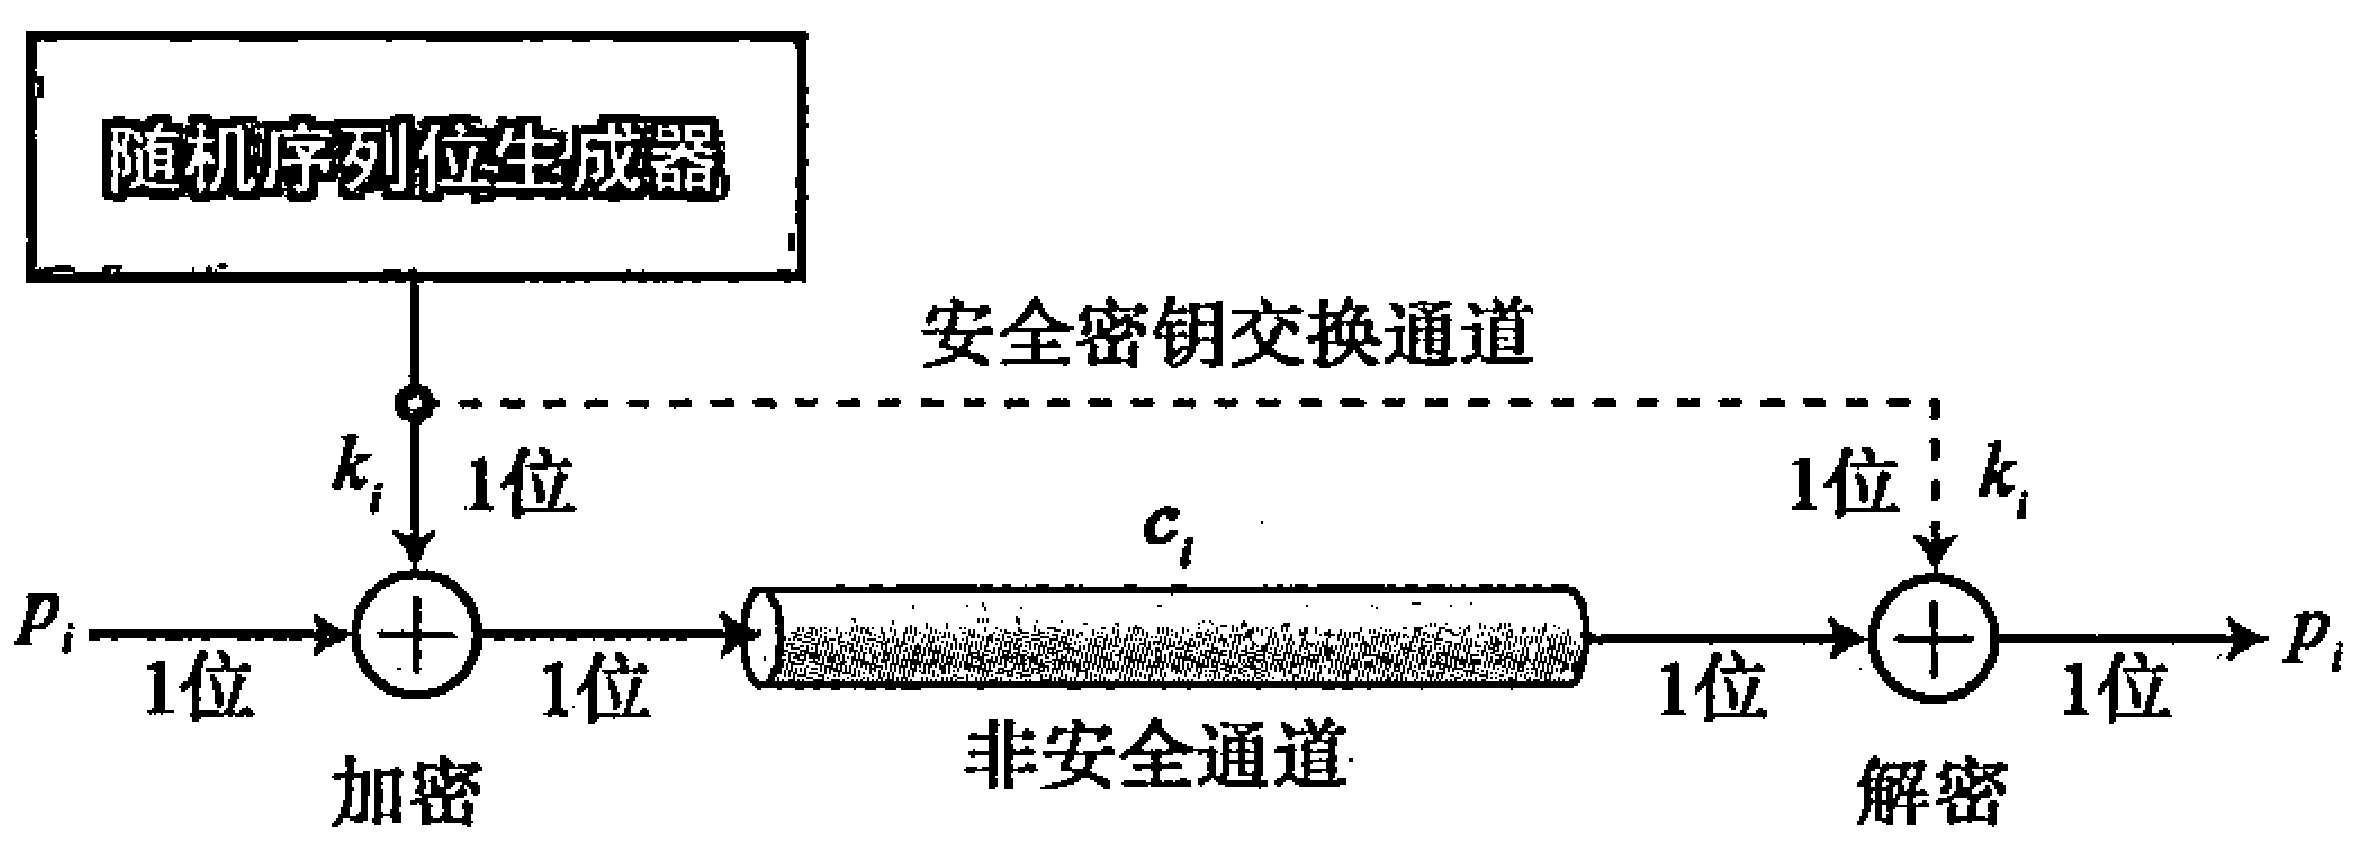 随机序列位生成器
安全密钥交换通道
k_i 1位
1位 k_i
c_i
p_i
p_i
1位
1位
1位
1位
非安全通道
加密
解密